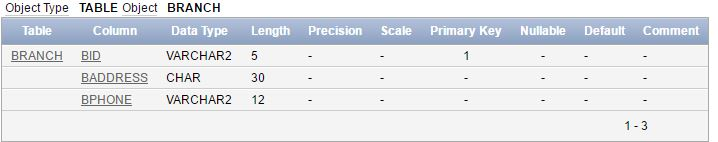 Object Type TABLE Object BRANCH
Table Column Data Type Length Precision Scale Primary Key Nullable Default Comment
BRANCH BID VARCHAR2 5 - - 1 - - -
BADDRESS CHAR 30 - - - - - -
BPHONE VARCHAR2 12 - - - - - -
1 - 3